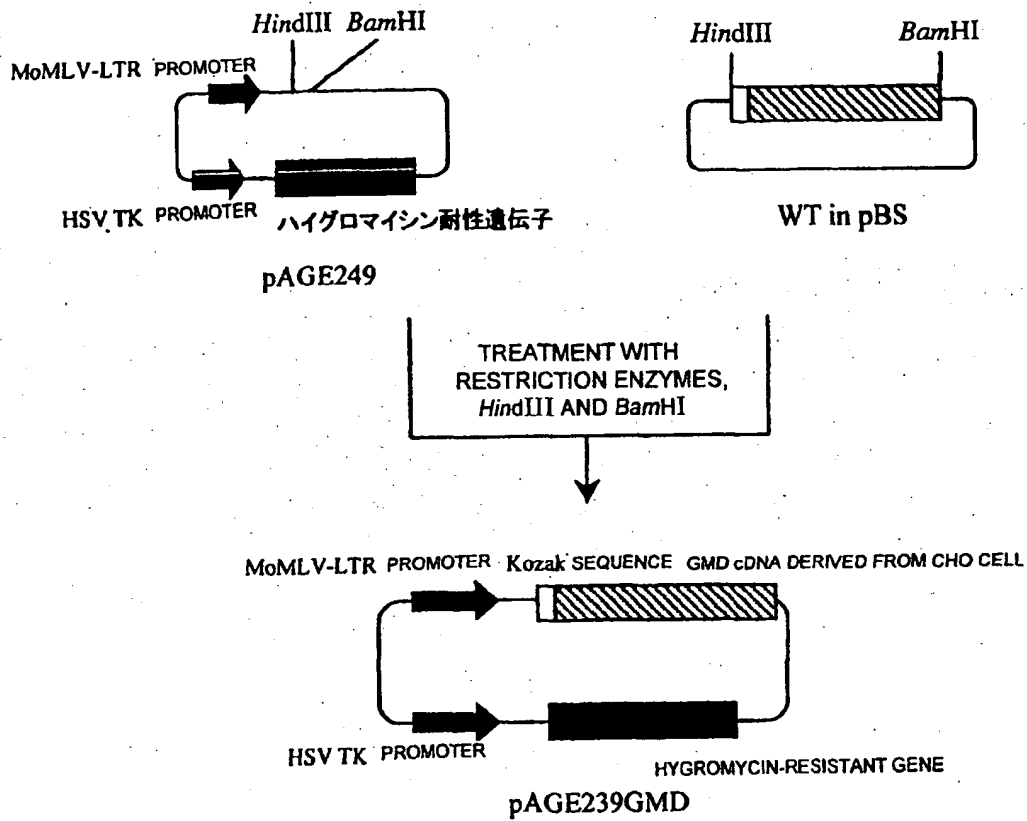 HindIII BamHI
MoMLV-LTR PROMOTER
HSV TK PROMOTER
ハイグロマイシン耐性遺伝子
pAGE249
HindIII BamHI
WT in pBS
TREATMENT WITH
RESTRICTION ENZYMES,
HindIII AND BamHI
MoMLV-LTR PROMOTER Kozak SEQUENCE GMD cDNA DERIVED FROM CHO CELL
HSV TK PROMOTER
HYGROMYCIN-RESISTANT GENE
pAGE239GMD